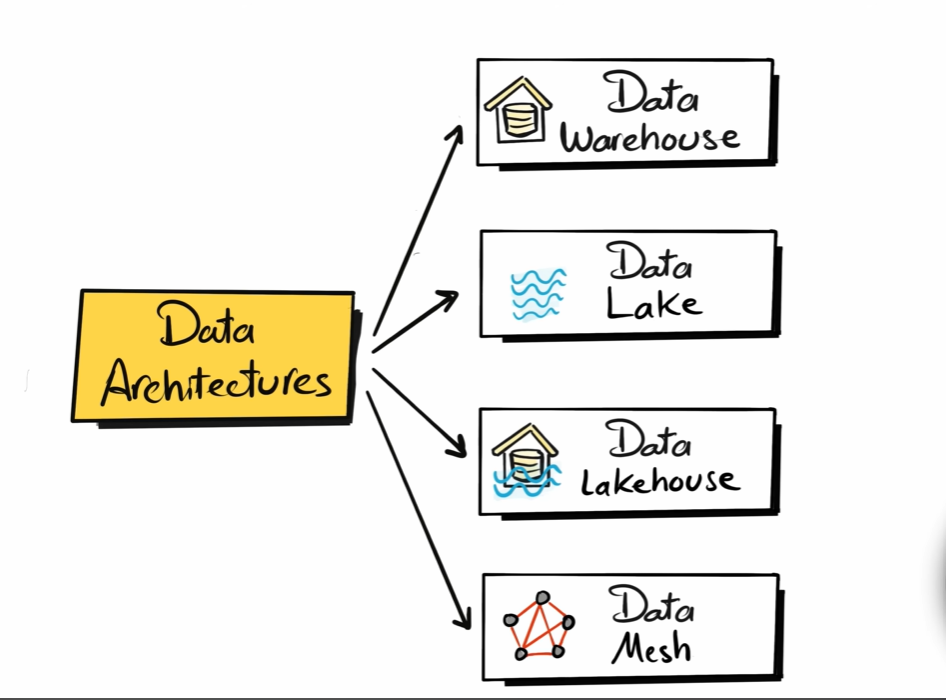 Data
Architectures
Data
Warehouse
Data
Lake
Data
Lakehouse
Data
Mesh